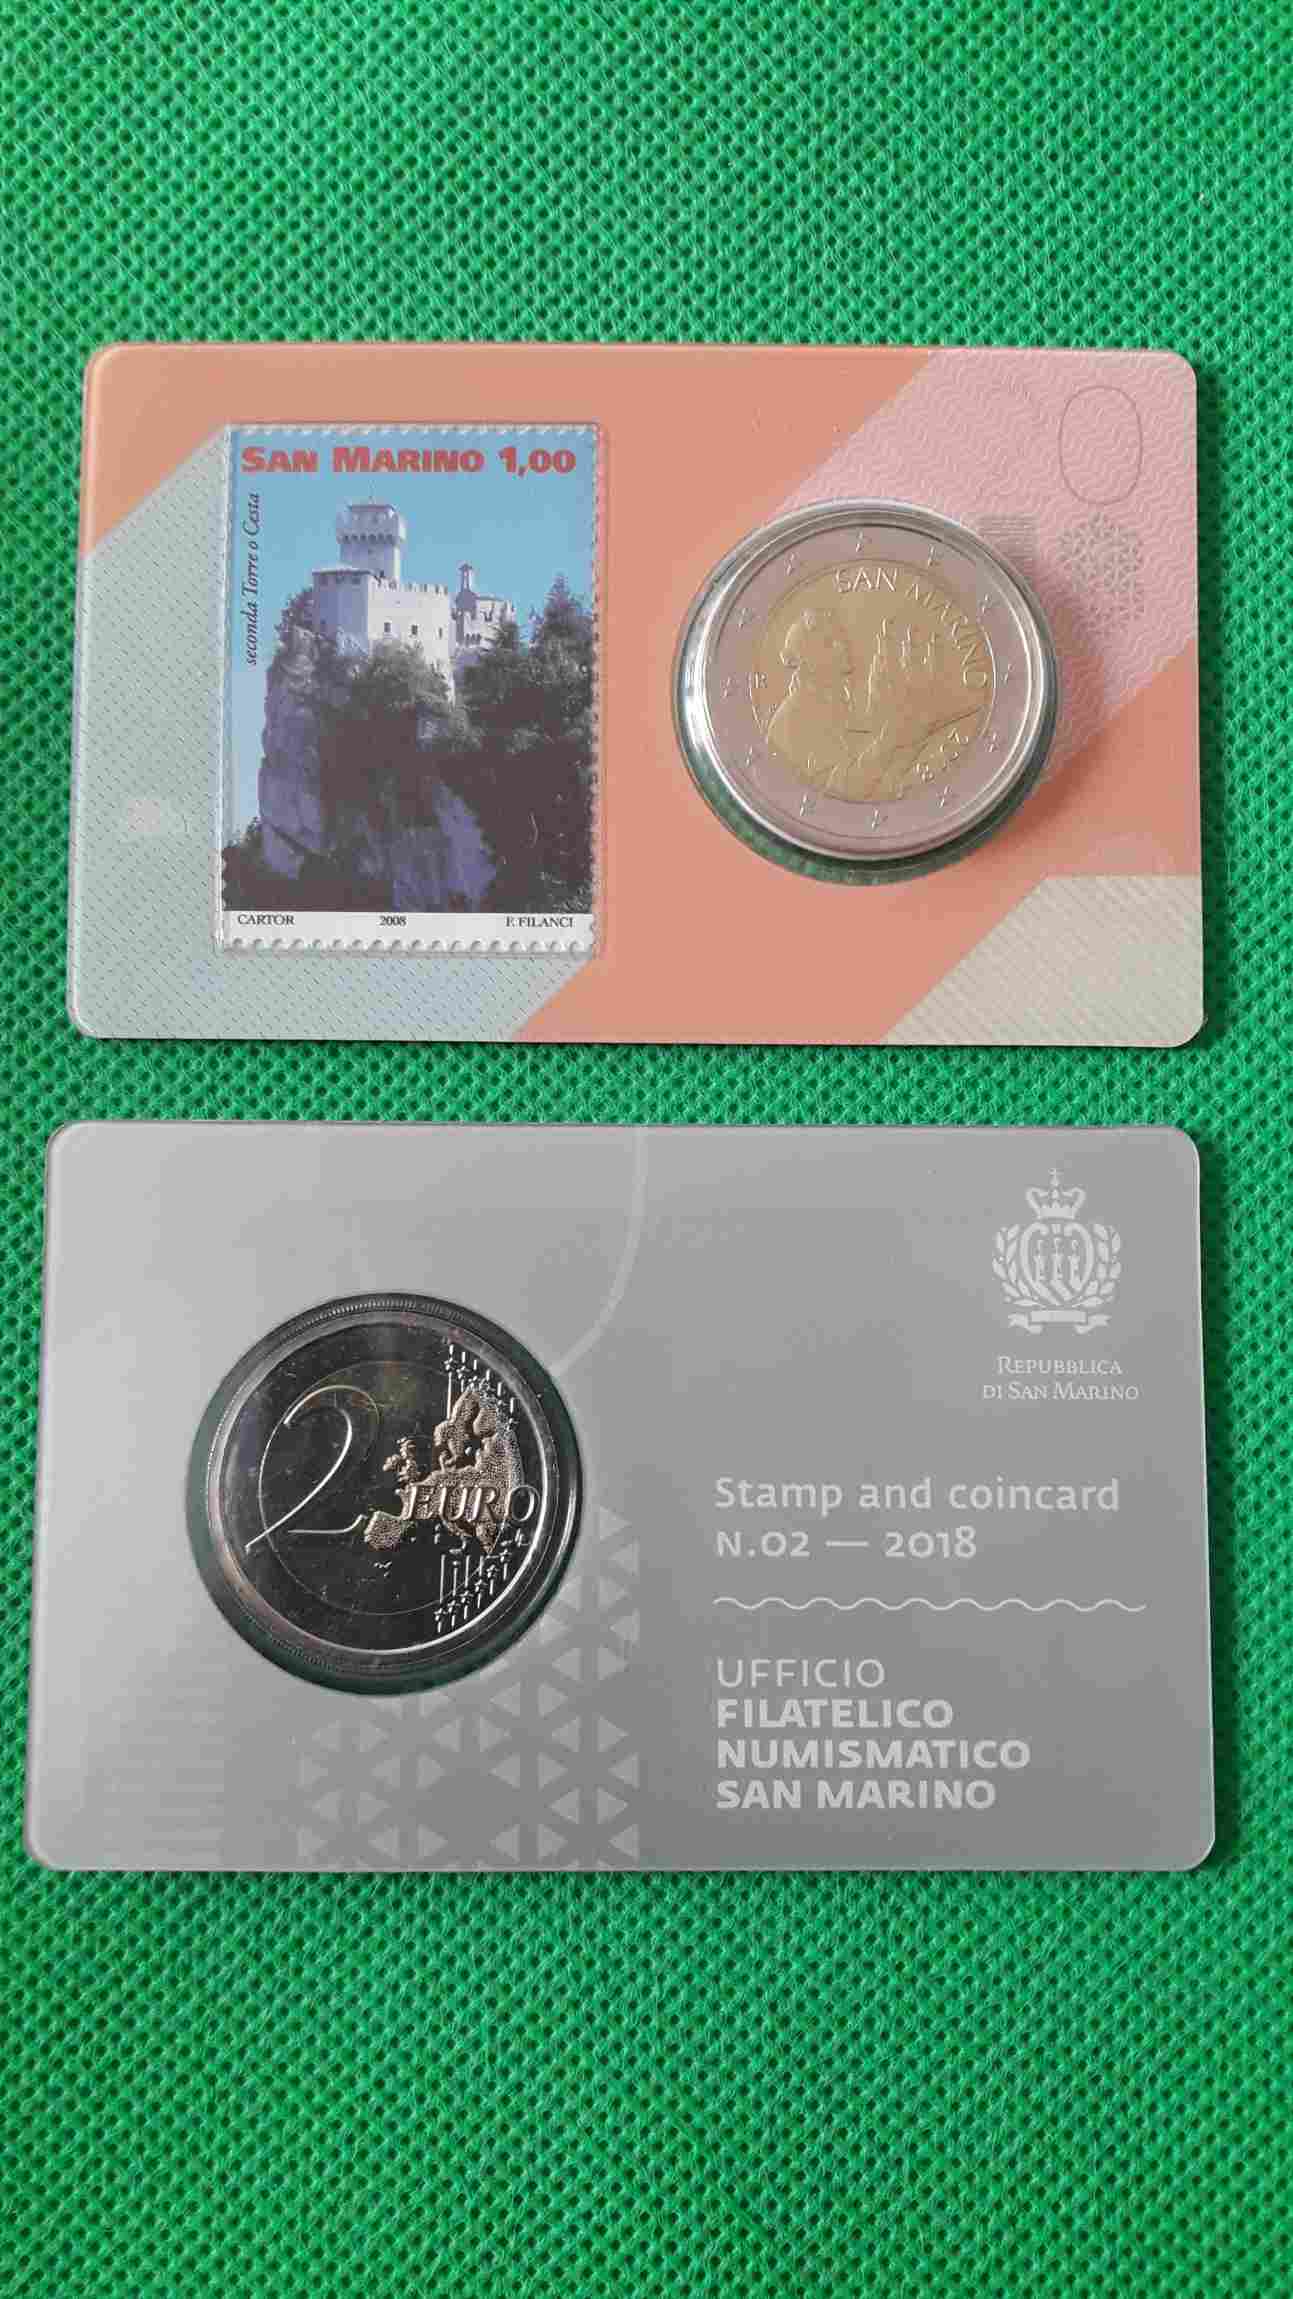 SAN MARINO 1,00
seconda Torre o Cesta
CARTOR 2008 F. FILANCI
SAN MARINO
R
2018
2 EURO
REPUBBLICA
DI SAN MARINO
Stamp and coincard
N.02 — 2018
UFFICIO
FILATELICO
NUMISMATICO
SAN MARINO